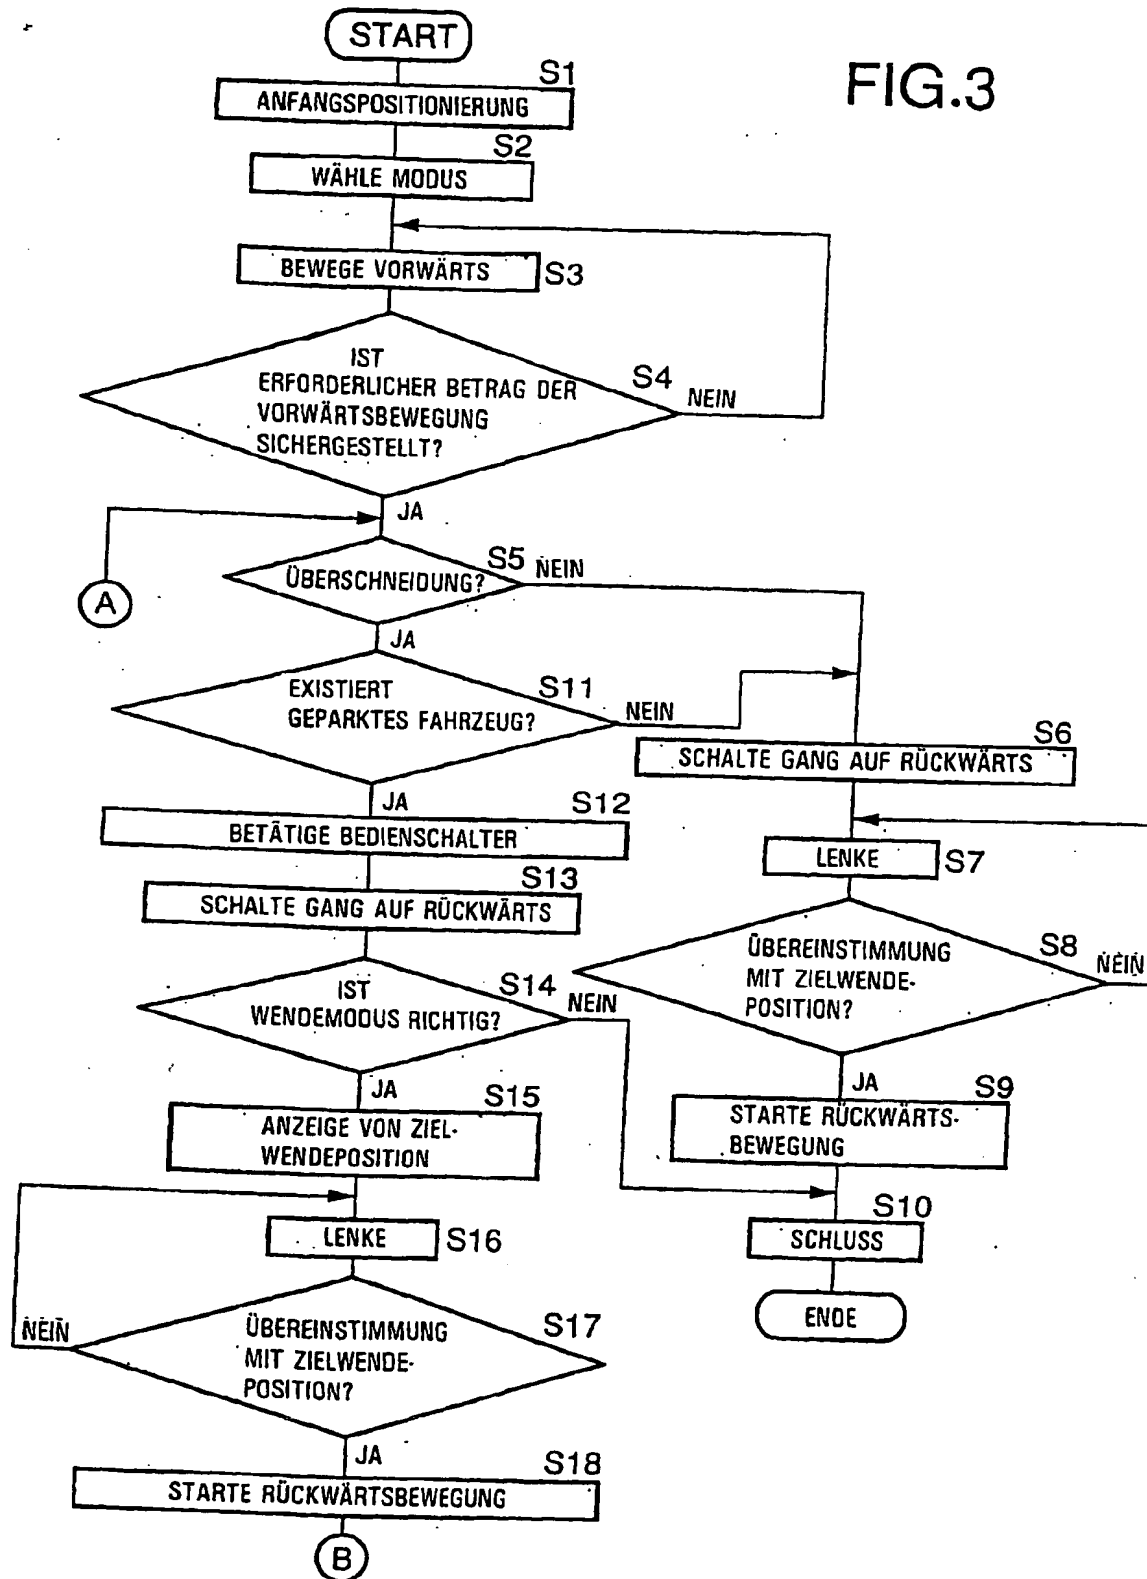 START
FIG.3
S1
ANFANGSPOSITIONIERUNG
S2
WÄHLE MODUS
BEWEGE VORWÄRTS
S3
IST
ERFORDERLICHER BETRAG DER
VORWÄRTSBEWEGUNG
SICHERGESTELLT?
S4
NEIN
JA
A
ÜBERSCHNEIDUNG?
S5
NEIN
JA
EXISTIERT
GEPARKTES FAHRZEUG?
S11
NEIN
JA
S6
SCHALTE GANG AUF RÜCKWÄRTS
S12
BETÄTIGE BEDIENSCHALTER
LENKE
S7
S13
SCHALTE GANG AUF RÜCKWÄRTS
ÜBEREINSTIMMUNG
MIT ZIELWENDE-
POSITION?
S8
NEIN
IST
WENDEMODUS RICHTIG?
S14
NEIN
JA
JA
S9
STARTE RÜCKWÄRTS-
BEWEGUNG
S15
ANZEIGE VON ZIEL-
WENDEPOSITION
S10
SCHLUSS
LENKE
S16
ENDE
ÜBEREINSTIMMUNG
MIT ZIELWENDE-
POSITION?
S17
NEIN
JA
S18
STARTE RÜCKWÄRTSBEWEGUNG
B